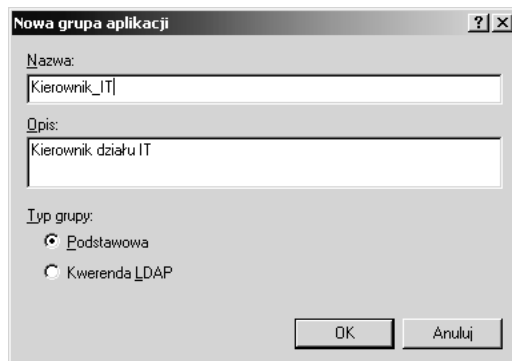 Nowa grupa aplikacji
Nazwa:
Kierownik_IT
Opis:
Kierownik działu IT
Typ grupy:
Podstawowa
Kwerenda LDAP
OK Anuluj